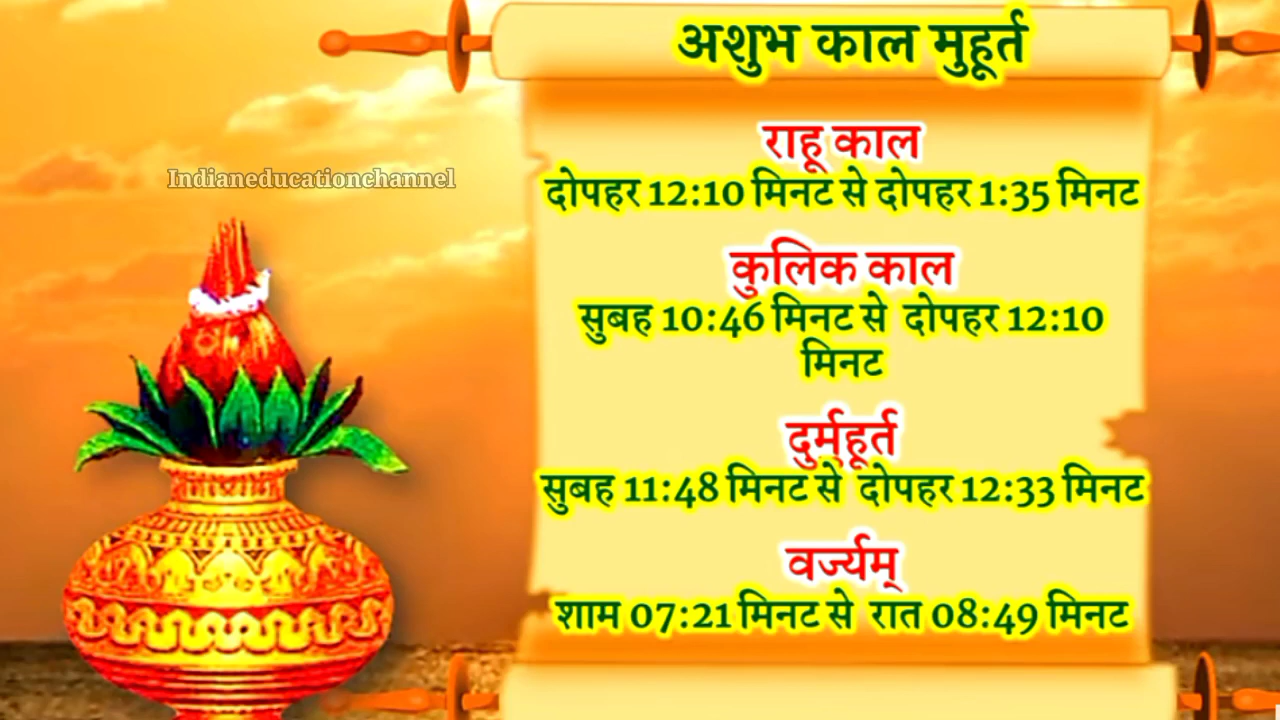 अशुभ काल मुहूर्त
Indianeducationchannel
राहू काल
दोपहर 12:10 मिनट से दोपहर 1:35 मिनट
कुलिक काल
सुबह 10:46 मिनट से दोपहर 12:10
मिनट
दुर्मुहूर्त
सुबह 11:48 मिनट से दोपहर 12:33 मिनट
वर्ज्यम्
शाम 07:21 मिनट से रात 08:49 मिनट